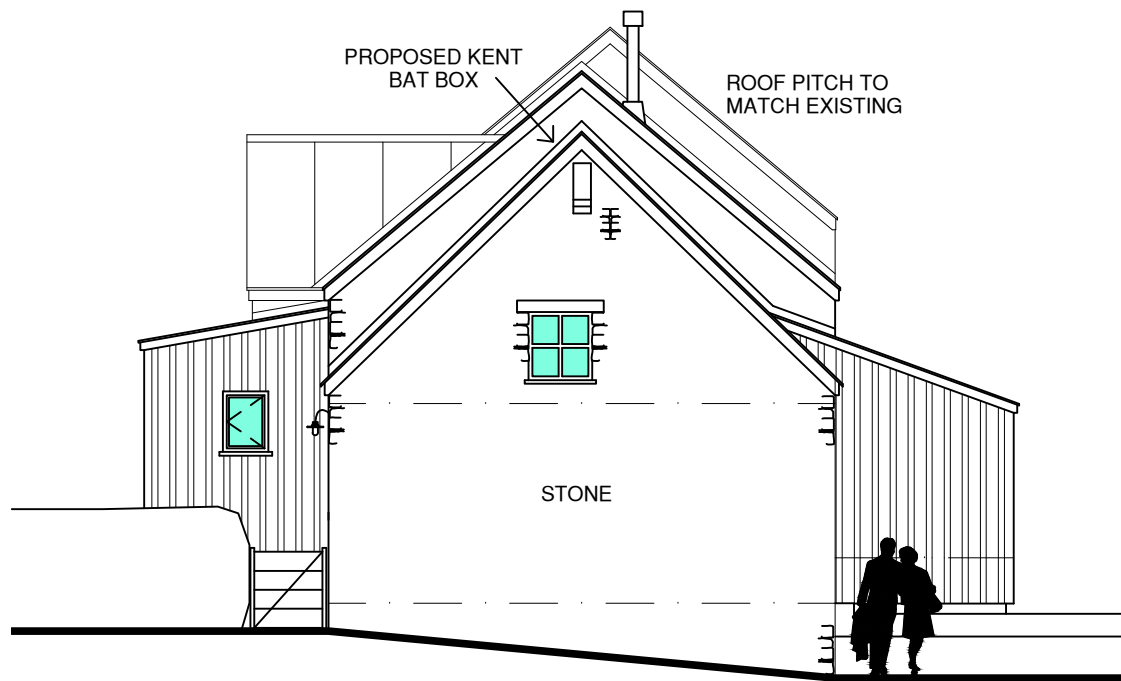 PROPOSED KENT
BAT BOX
ROOF PITCH TO
MATCH EXISTING
STONE